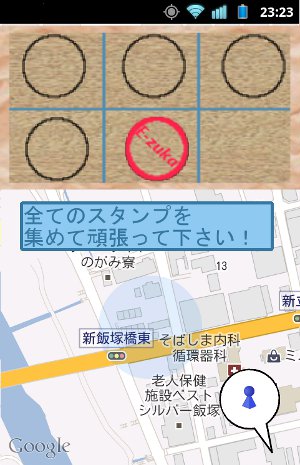 23:23
E-zuka
全てのスタンプを
集めて頑張って下さい！
のがみ寮
13
新飯塚橋東
そばしま内科
循環器科
新立
ミ
老人保健
施設ベスト
シルバー飯塚
Google